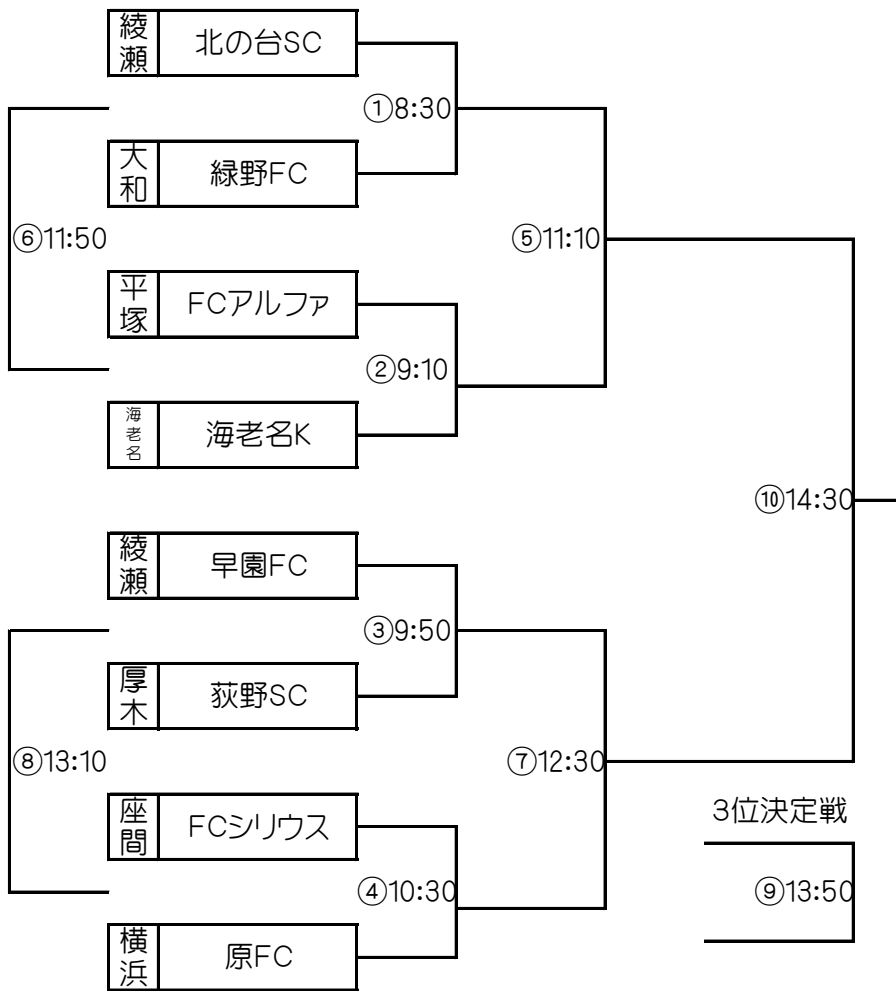 綾瀬 北の台SC
①8:30
大和 緑野FC
⑥11:50
⑤11:10
平塚 FCアルファ
②9:10
海老名 海老名K
⑩14:30
綾瀬 早園FC
③9:50
厚木 荻野SC
⑧13:10
⑦12:30
座間 FCシリウス
3位決定戦
④10:30
⑨13:50
横浜 原FC